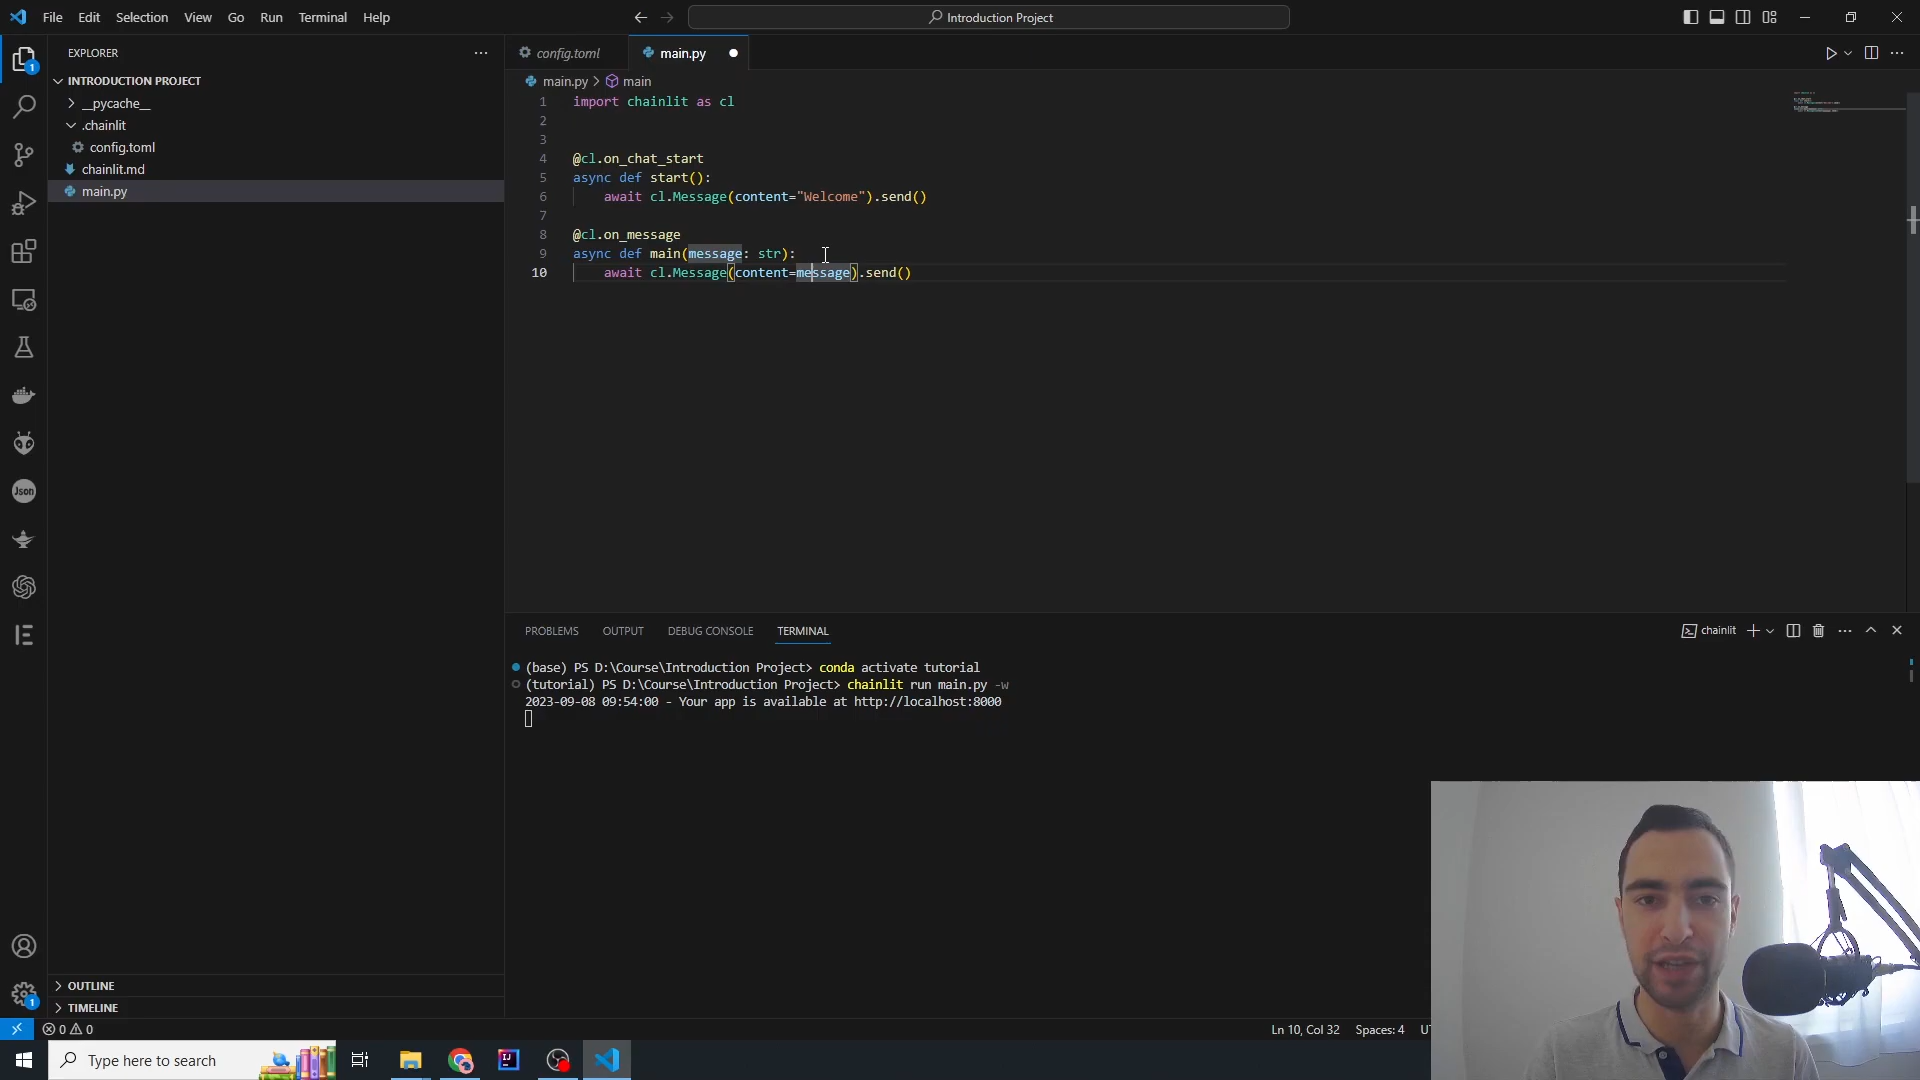 File Edit Selection View Go Run Terminal Help
Introduction Project
EXPLORER
INTRODUCTION PROJECT
__pycache__
.chainlit
config.toml
chainlit.md
main.py
config.toml
main.py
main.py > main
1 import chainlit as cl
2
3
4 @cl.on_chat_start
5 async def start():
6 await cl.Message(content="Welcome").send()
7
8 @cl.on_message
9 async def main(message: str):
10 await cl.Message(content=message).send()
PROBLEMS OUTPUT DEBUG CONSOLE TERMINAL
chainlit
(base) PS D:\Course\Introduction Project> conda activate tutorial
(tutorial) PS D:\Course\Introduction Project> chainlit run main.py -w
2023-09-08 09:54:00 - Your app is available at http://localhost:8000
Json
OUTLINE
TIMELINE
1
1
0 0
Ln 10, Col 32 Spaces: 4
Type here to search